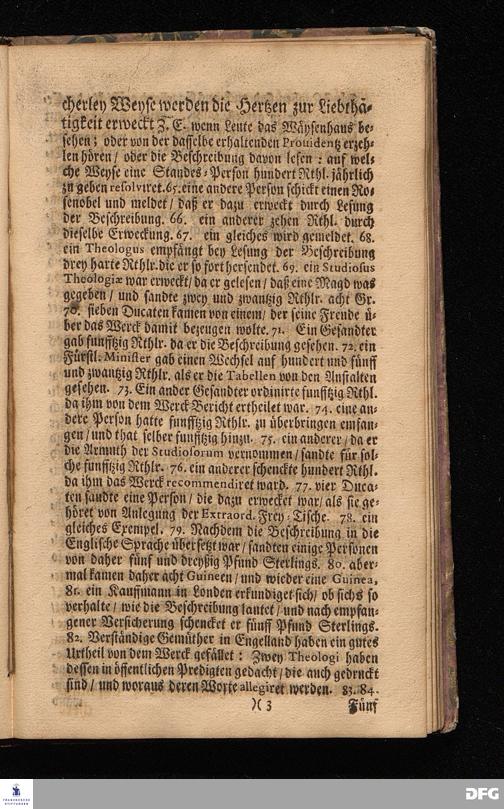 cherley Weyse werden die Hertzen zur Liebthä-
tigkeit erweckt Z. E. wenn Leute das Wäysenhaus be-
sehen; oder von der dasselbe erhaltenden Providentz erzeh-
len hören / oder die Beschreibung davon lesen: auf wel-
che Weyse eine Standes-Person hundert Rthl. jährlich
zu geben resolviret. 65. eine andere Person schickt einen Ro-
senobel und meldet / daß er dazu erweckt durch Lesung
der Beschreibung. 66. ein anderer zehen Rthl. durch
dieselbe Erweckung. 67. ein gleiches wird gemeldet. 68.
ein Theologus empfängt bey Lesung der Beschreibung
drey harte Rthlr. die er so fort hersendet. 69. ein Studiosus
Theologiæ war erweckt / da er gelesen / daß eine Magd was
gegeben / und sandte zwey und zwantzig Rthlr. acht Gr.
70. sieben Ducaten kamen von einem / der seine Freude ü-
ber das Werck damit bezeugen wolte. 71. Ein Gesandter
gab funfftzig Rthlr. da er die Beschreibung gesehen. 72. ein
Fürstl. Minister gab einen Wechsel auf hundert und fünff
und zwantzig Rthlr. als er die Tabellen von den Anstalten
gesehen. 73. Ein ander Gesandter ordinirte funfftzig Rthl.
da ihm von dem Werck Bericht ertheilet war. 74. eine an-
dere Person hatte funfftzig Rthlr. zu überbringen empfan-
gen / und that selber funfftzig hinzu. 75. ein anderer / da er
die Armuth der Studiosorum vernommen / sandte für sol-
che funfftzig Rthlr. 76. ein anderer schenckte hundert Rthl.
da ihm das Werck recommendiret ward. 77. vier Duca-
ten sandte eine Person / die dazu erwecket war / als sie ge-
höret von Anlegung der Extraord. Frey-Tische. 78. ein
gleiches Exempel. 79. Nachdem die Beschreibung in die
Englische Sprache übersetzt war / sandten einige Personen
von daher fünf und dreyßig Pfund Sterlings. 80. aber-
mal kamen daher acht Guineen / und wieder eine Guinea,
81. ein Kauffmann in Londen erkundiget sich / ob sichs so
verhalte / wie die Beschreibung lautet / und nach empfan-
gener Versicherung schencket er fünff Pfund Sterlings.
82. Verständige Gemüther in Engelland haben ein gutes
Urtheil von dem Werck gefället: Zwey Theologi haben
dessen in öffentlichen Predigten gedacht / die auch gedruckt
sind / und woraus deren Worte allegiret werden. 83. 84.
N 3 Fünf
FRANCKESCHE
STIFTUNGEN
DFG